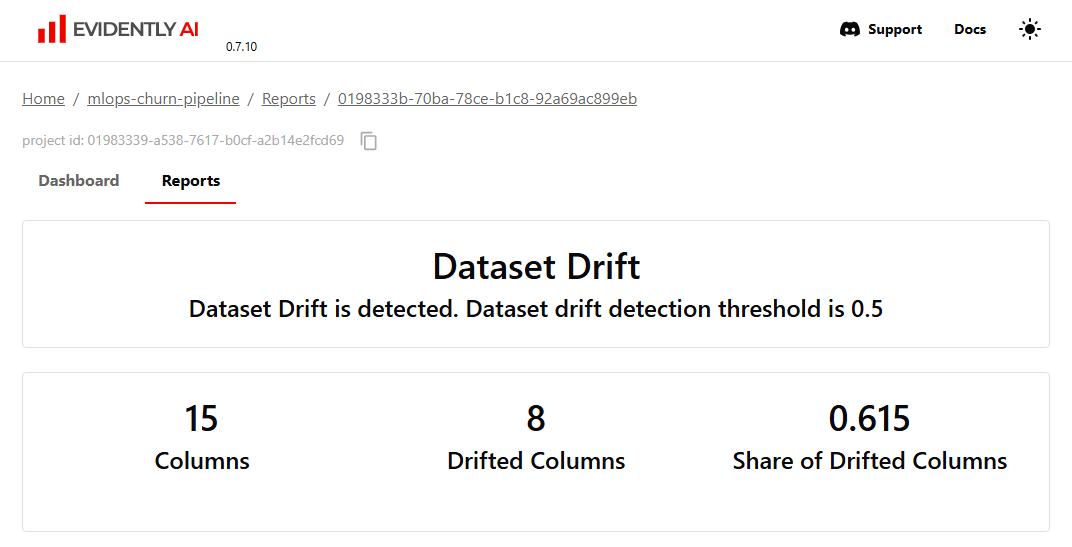 EVIDENTLY AI
0.7.10
Support
Docs
Home / mlops-churn-pipeline / Reports / 0198333b-70ba-78ce-b1c8-92a69ac899eb
project id: 01983339-a538-7617-b0cf-a2b14e2fcd69
Dashboard
Reports
Dataset Drift
Dataset Drift is detected. Dataset drift detection threshold is 0.5
15
Columns
8
Drifted Columns
0.615
Share of Drifted Columns